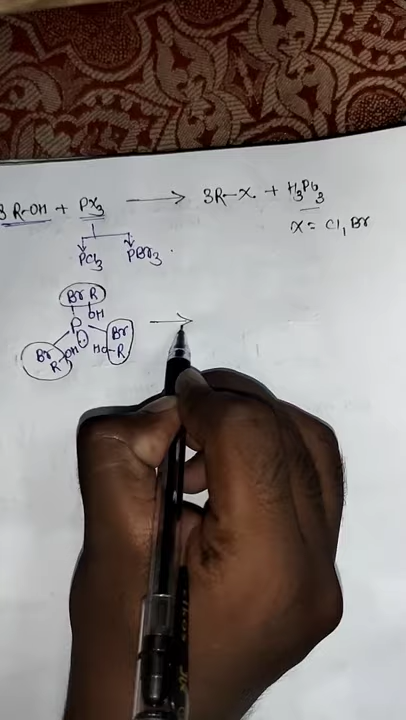 3 R-OH + PX3 → 3R-X + H3PO3
X = Cl, Br
PCl3 PBr3
Br R
OH
P Br
Br OH HO
R R
→